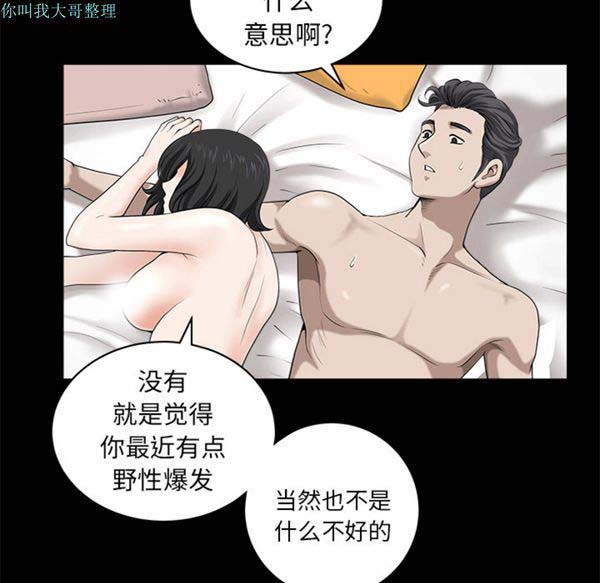 你叫我大哥整理
什么
意思啊?
没有
就是觉得
你最近有点
野性爆发
当然也不是
什么不好的